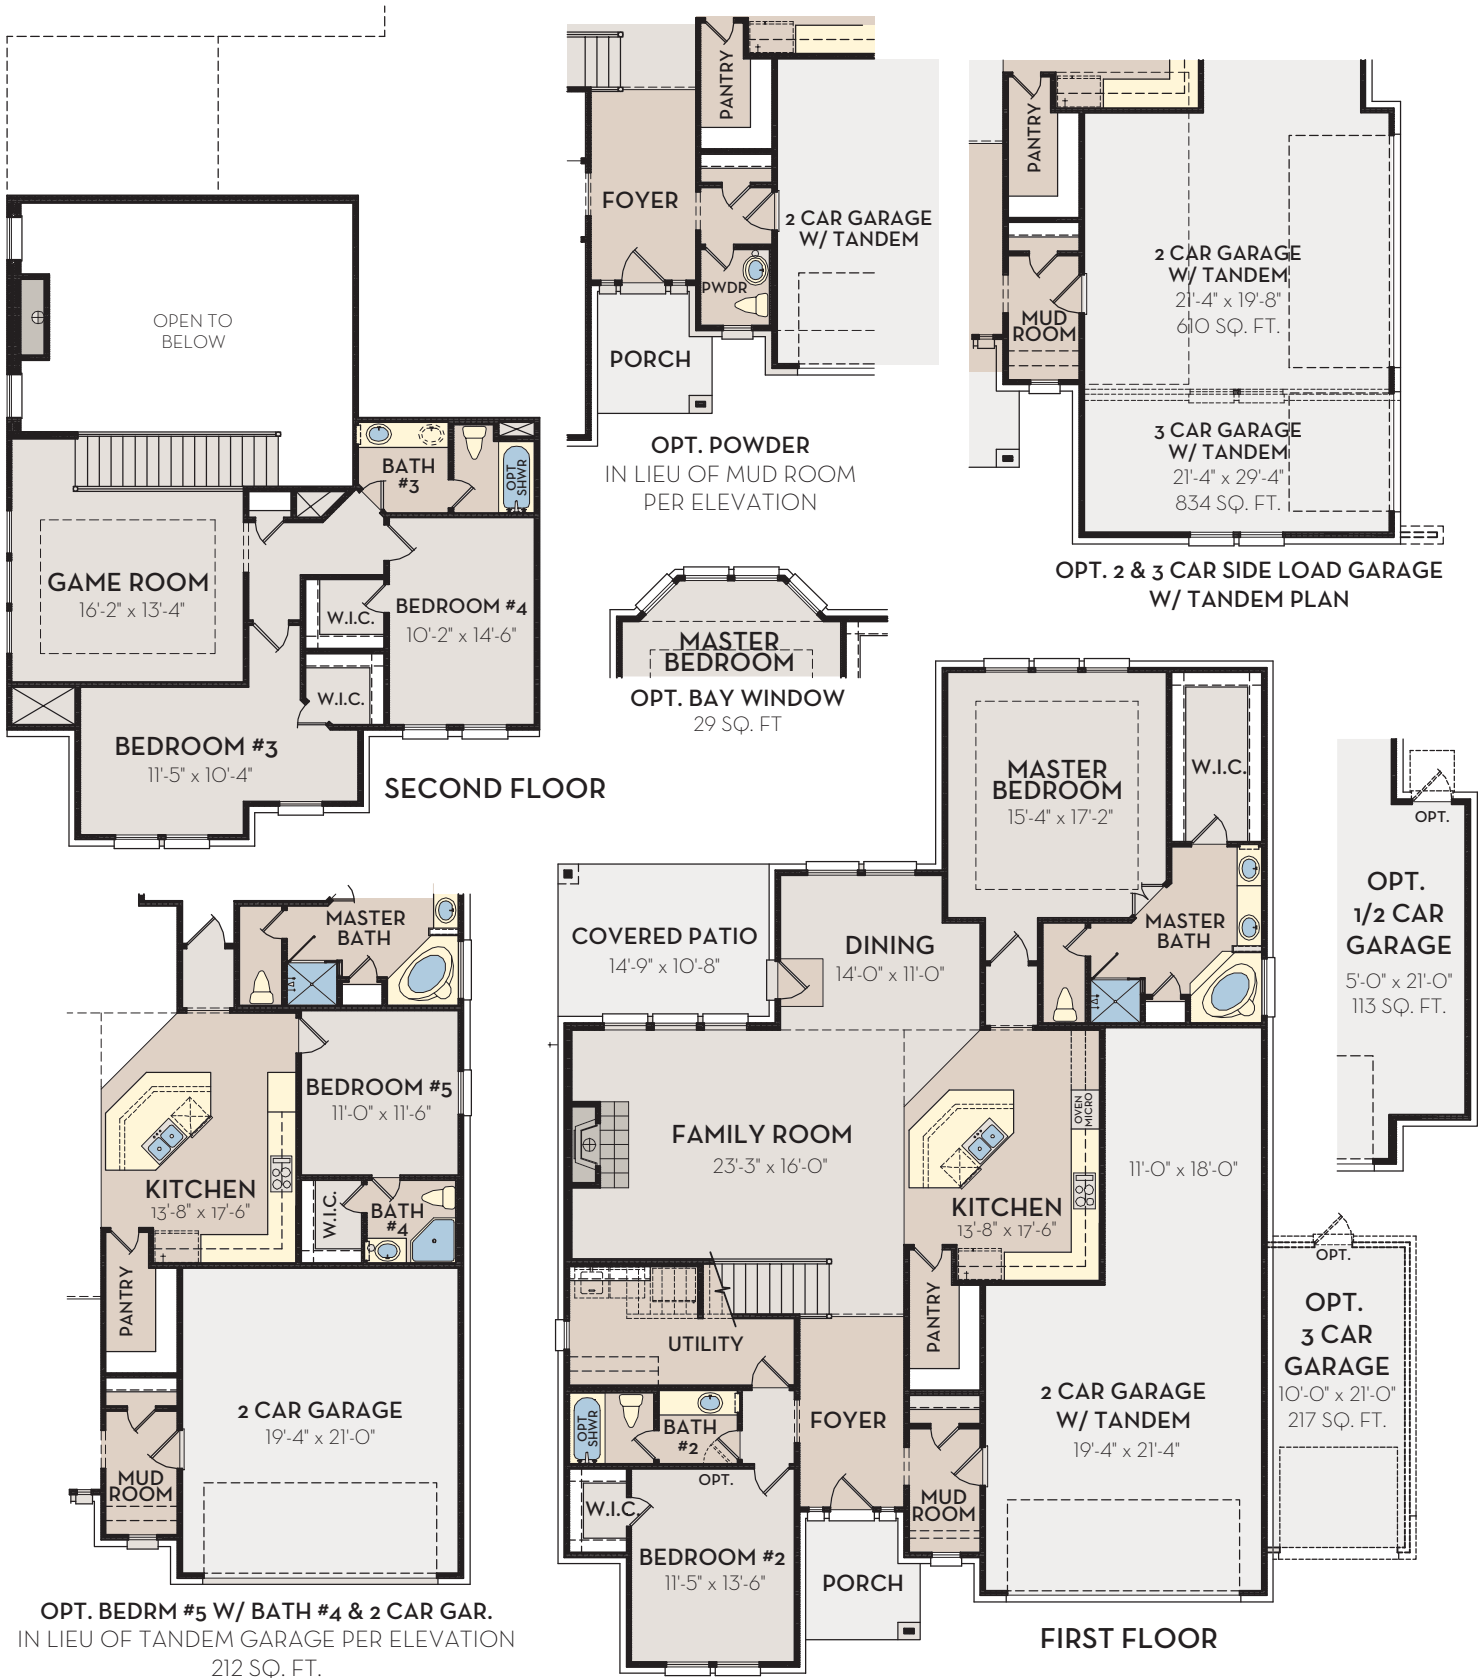 OPEN TO
BELOW
BATH
#3
OPT
SHWR
GAME ROOM
16'-2" x 13'-4"
W.I.C.
BEDROOM #4
10'-2" x 14'-6"
W.I.C.
BEDROOM #3
11'-5" x 10'-4"
SECOND FLOOR
PANTRY
FOYER
2 CAR GARAGE
W/ TANDEM
PWDR
PORCH
OPT. POWDER
IN LIEU OF MUD ROOM
PER ELEVATION
PANTRY
2 CAR GARAGE
W/ TANDEM
21'-4" x 19'-8"
610 SQ. FT.
MUD
ROOM
3 CAR GARAGE
W/ TANDEM
21'-4" x 29'-4"
834 SQ. FT.
OPT. 2 & 3 CAR SIDE LOAD GARAGE
W/ TANDEM PLAN
MASTER
BEDROOM
OPT. BAY WINDOW
29 SQ. FT
MASTER
BEDROOM
15'-4" x 17'-2"
W.I.C.
MASTER
BATH
COVERED PATIO
14'-9" x 10'-8"
DINING
14'-0" x 11'-0"
FAMILY ROOM
23'-3" x 16'-0"
OVEN
MICRO
KITCHEN
13'-8" x 17'-6"
11'-0" x 18'-0"
PANTRY
UTILITY
OPT
SHWR
BATH
#2
OPT.
FOYER
2 CAR GARAGE
W/ TANDEM
19'-4" x 21'-4"
MUD
ROOM
W.I.C.
BEDROOM #2
11'-5" x 13'-6"
PORCH
FIRST FLOOR
OPT.
OPT.
1/2 CAR
GARAGE
5'-0" x 21'-0"
113 SQ. FT.
OPT.
OPT.
3 CAR
GARAGE
10'-0" x 21'-0"
217 SQ. FT.
MASTER
BATH
BEDROOM #5
11'-0" x 11'-6"
KITCHEN
13'-8" x 17'-6"
W.I.C.
BATH
#4
PANTRY
2 CAR GARAGE
19'-4" x 21'-0"
MUD
ROOM
OPT. BEDRM #5 W/ BATH #4 & 2 CAR GAR.
IN LIEU OF TANDEM GARAGE PER ELEVATION
212 SQ. FT.